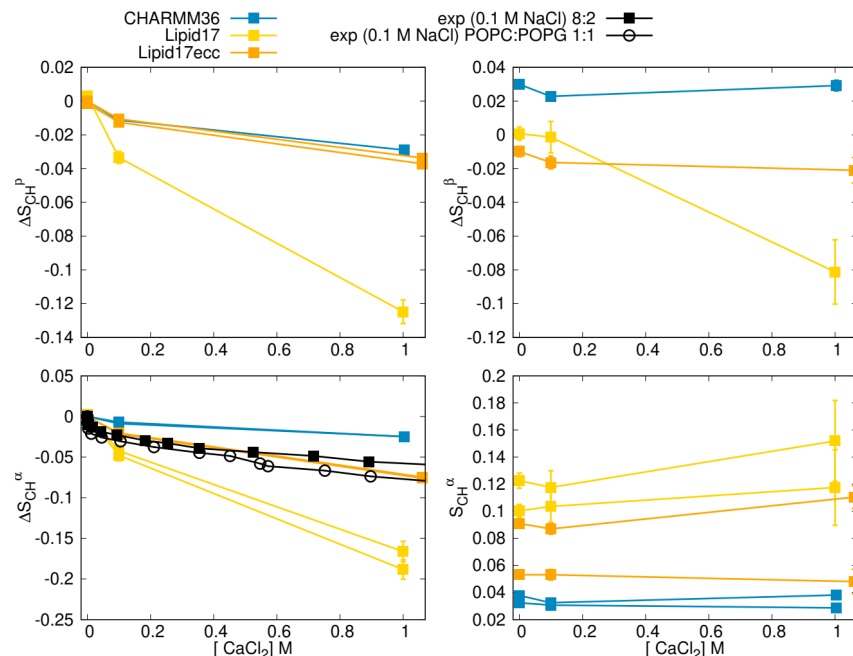 CHARMM36
Lipid17
Lipid17ecc
exp (0.1 M NaCl) 8:2
exp (0.1 M NaCl) POPC:POPG 1:1
0.02
0
-0.02
-0.04
-0.06
-0.08
-0.1
-0.12
-0.14
0 0.2 0.4 0.6 0.8 1
ΔS_CH^β
0.04
0.02
0
-0.02
-0.04
-0.06
-0.08
-0.1
0.12
0 0.2 0.4 0.6 0.8 1
ΔS_CH^β
0.05
0
-0.05
-0.1
-0.15
-0.2
-0.25
0 0.2 0.4 0.6 0.8 1
ΔS_CH^α
[ CaCl₂] M
0.2
0.18
0.16
0.14
0.12
0.1
0.08
0.06
0.04
0.02
0 0.2 0.4 0.6 0.8 1
S_CH^α
[ CaCl₂] M